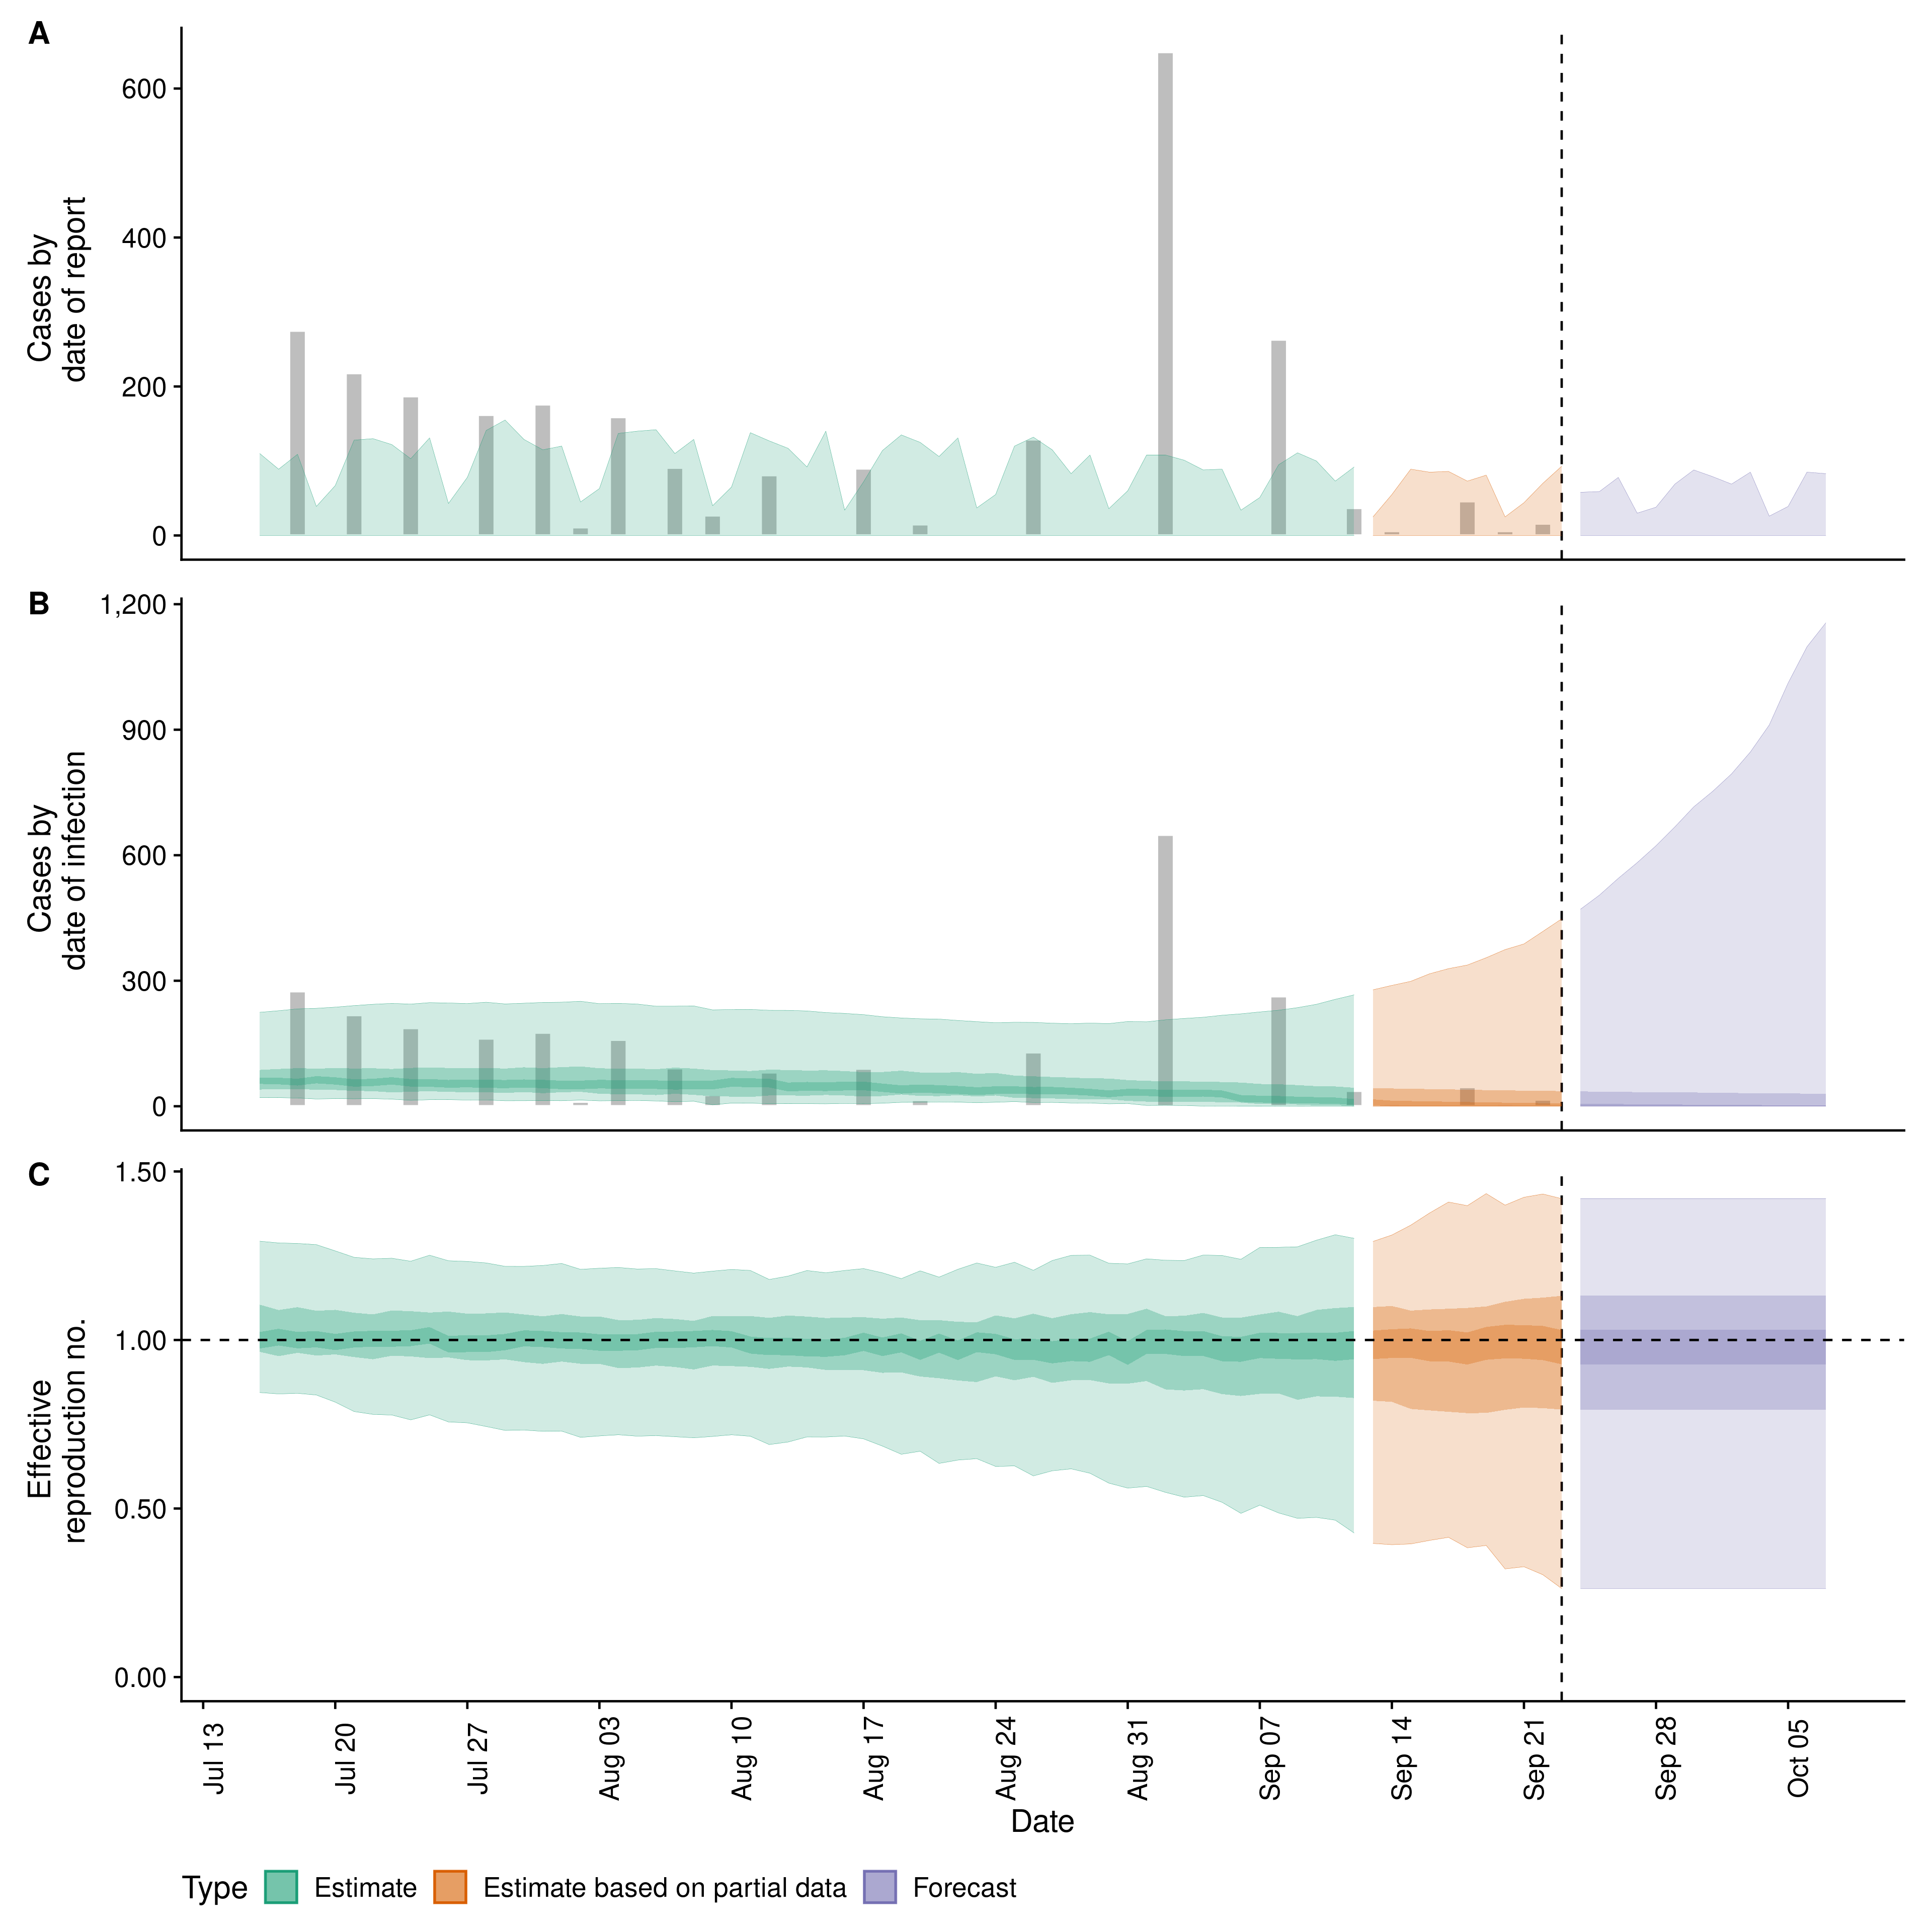 A
Cases by
date of report
600
400
200
0
B
Cases by
date of infection
1,200
900
600
300
0
C
Effective
reproduction no.
1.50
1.00
0.50
0.00
Jul 13
Jul 20
Jul 27
Aug 03
Aug 10
Aug 17
Aug 24
Aug 31
Sep 07
Sep 14
Sep 21
Sep 28
Oct 05
Date
Type Estimate Estimate based on partial data Forecast